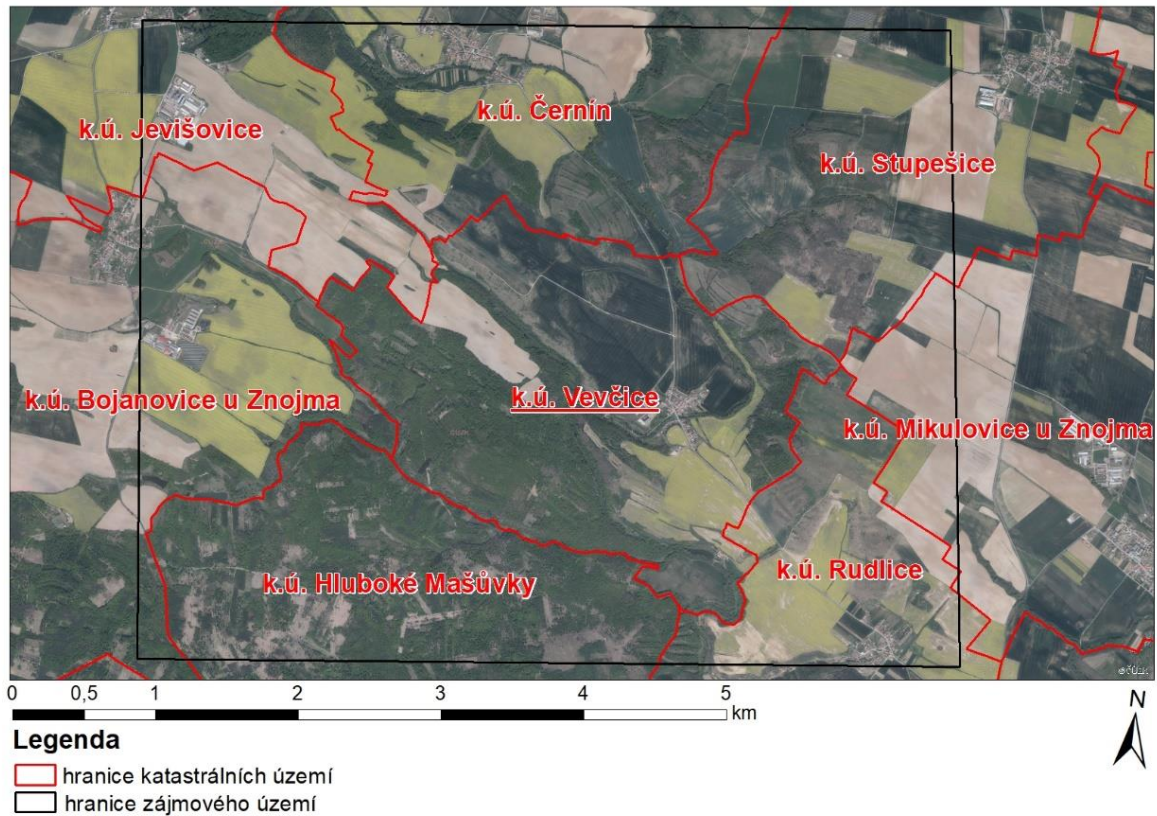 k.ú. Černín
k.ú. Jevišovice
k.ú. Stupešice
k.ú. Vevčice
k.ú. Bojanovice u Znojma
k.ú. Mikulovice u Znojma
k.ú. Hluboké Mašůvky
k.ú. Rudlice
0 0,5 1 2 3 4 5
km
N
Legenda
hranice katastrálních území
hranice zájmového území